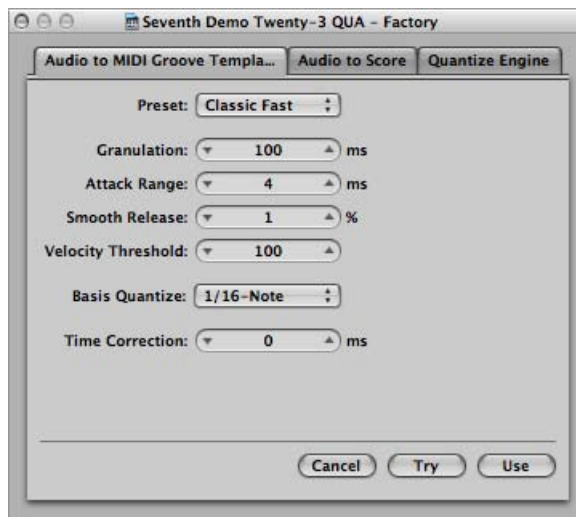 Seventh Demo Twenty-3 QUA - Factory
Audio to MIDI Groove Templa... Audio to Score Quantize Engine
Preset: Classic Fast
Granulation: 100 ms
Attack Range: 4 ms
Smooth Release: 1 %
Velocity Threshold: 100
Basis Quantize: 1/16-Note
Time Correction: 0 ms
Cancel Try Use